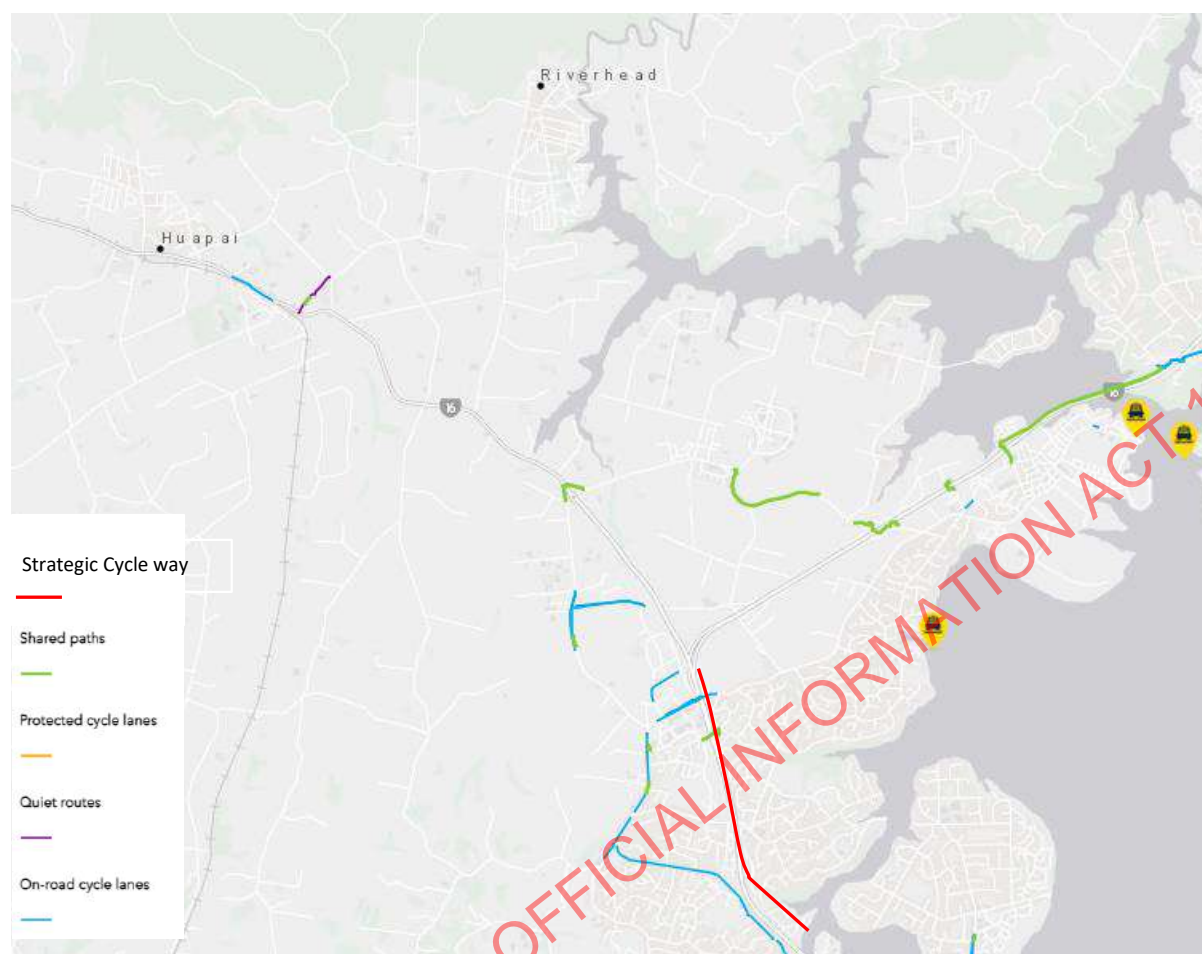 Riverhead
Huapai
16
Strategic Cycle way
Shared paths
Protected cycle lanes
Quiet routes
On-road cycle lanes
OFFICIAL INFORMATION ACT 1